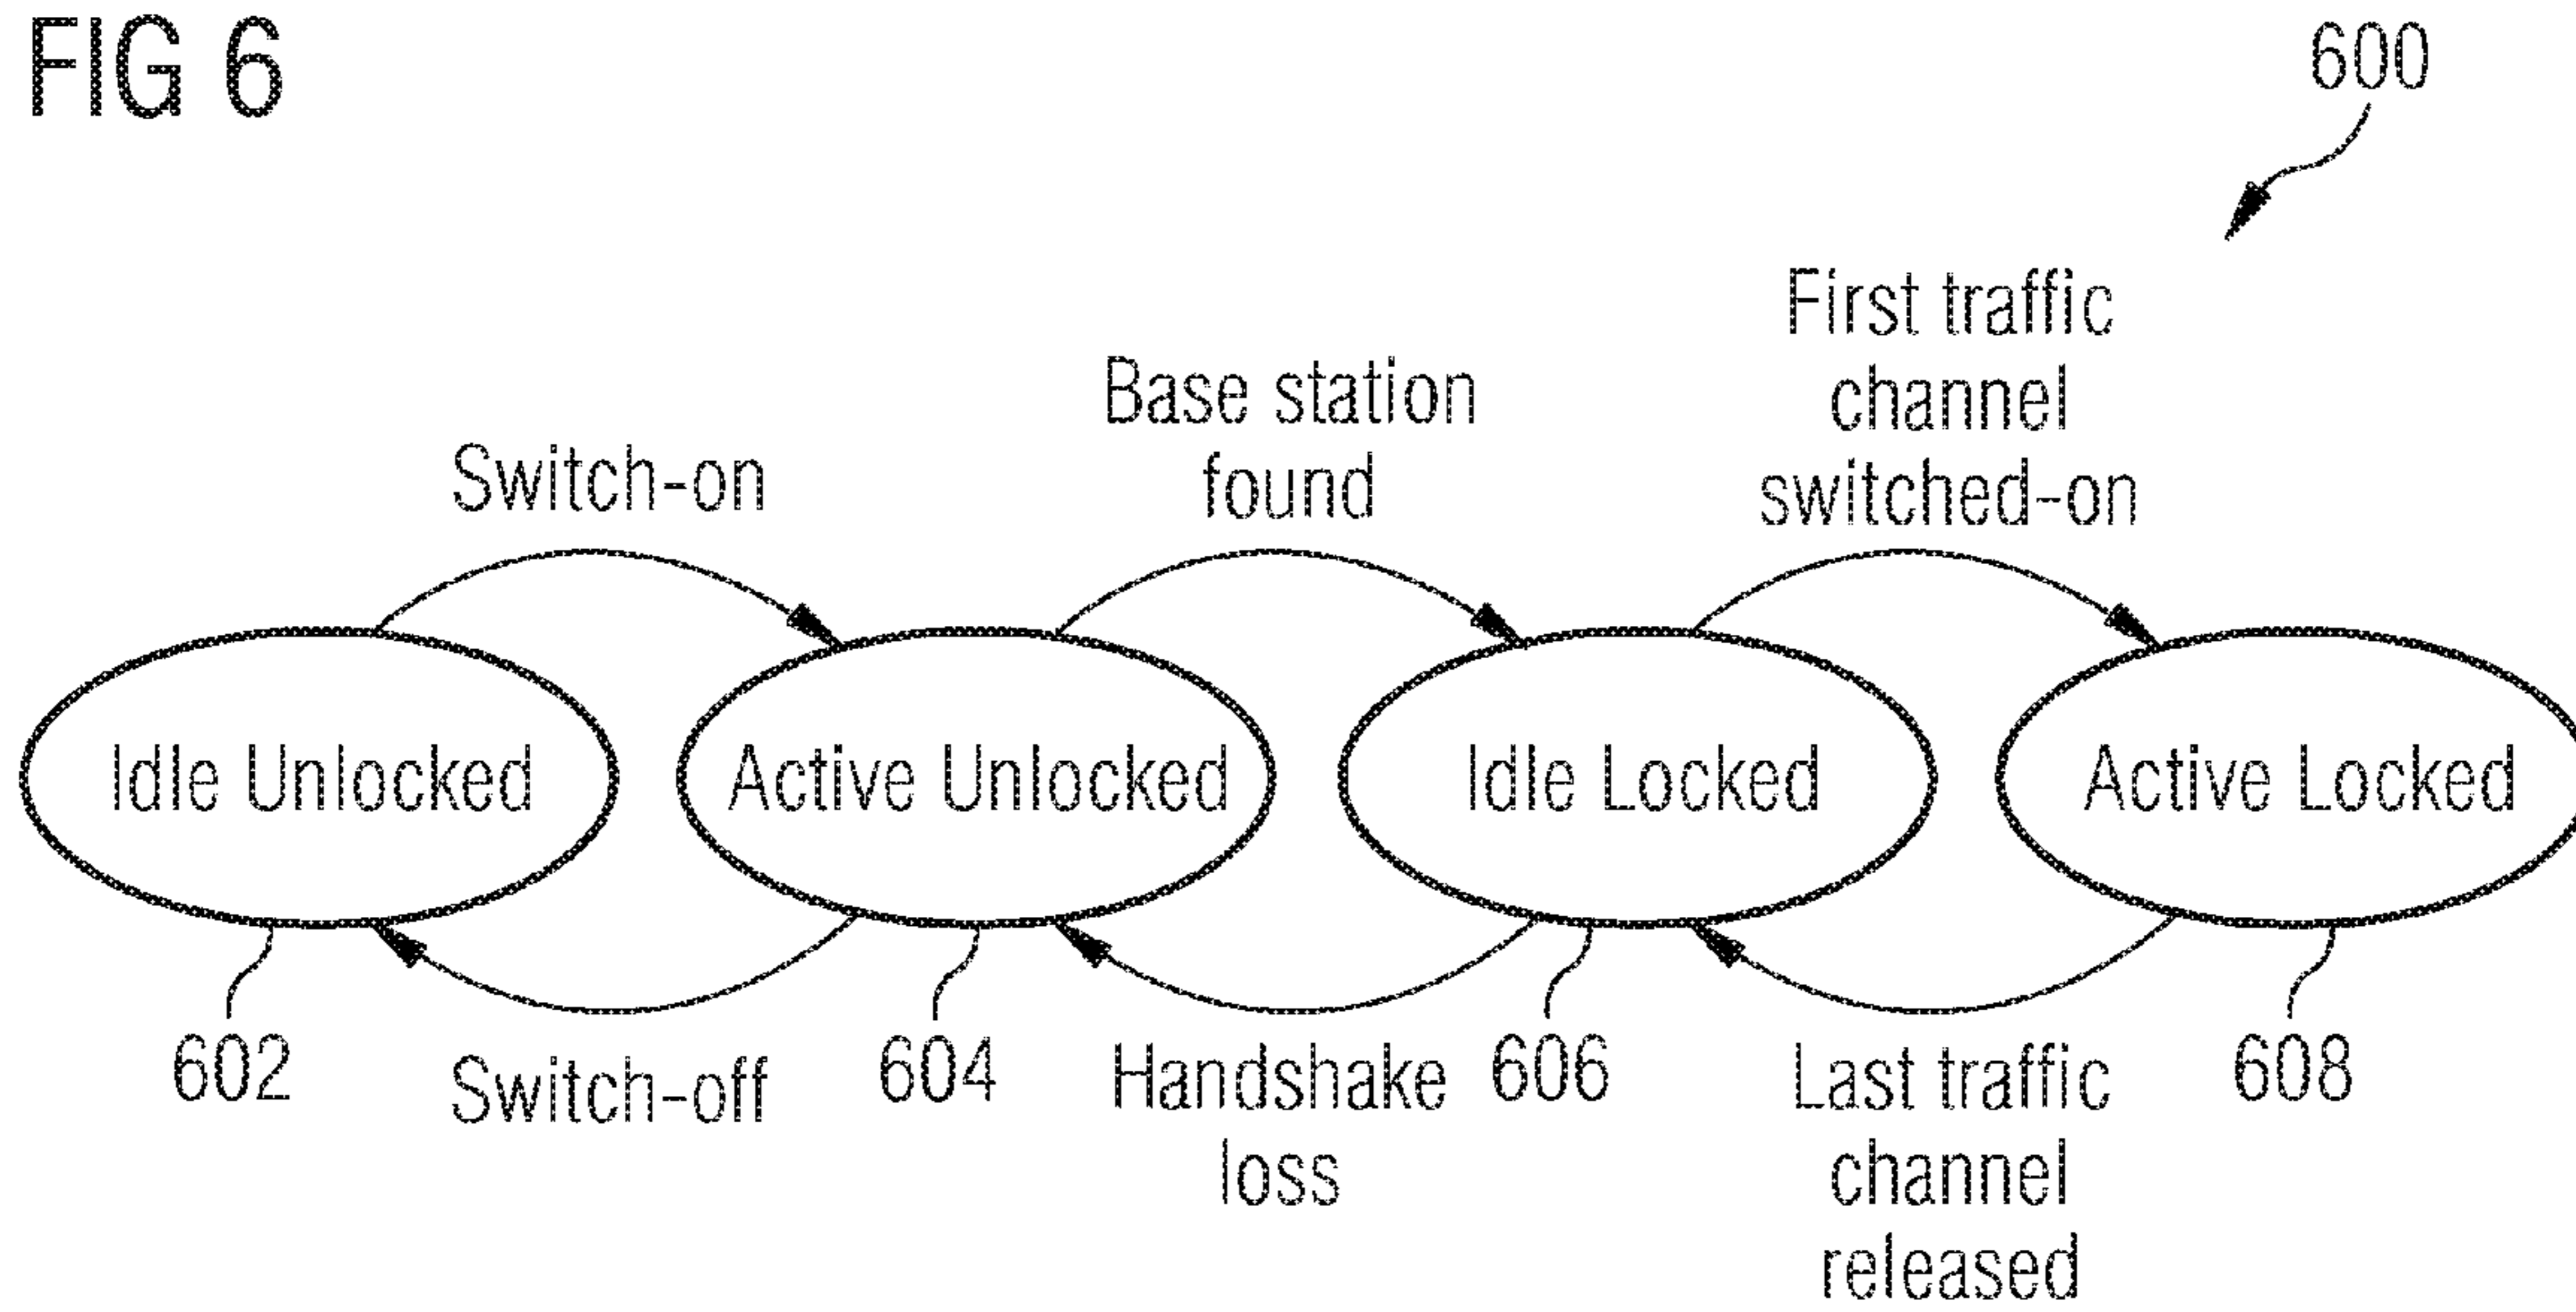 FIG 6
600
First traffic
channel
switched-on
Base station
found
Switch-on
Idle Unlocked
Active Unlocked
Idle Locked
Active Locked
602
Switch-off
604
Handshake
loss
606
Last traffic
channel
released
608